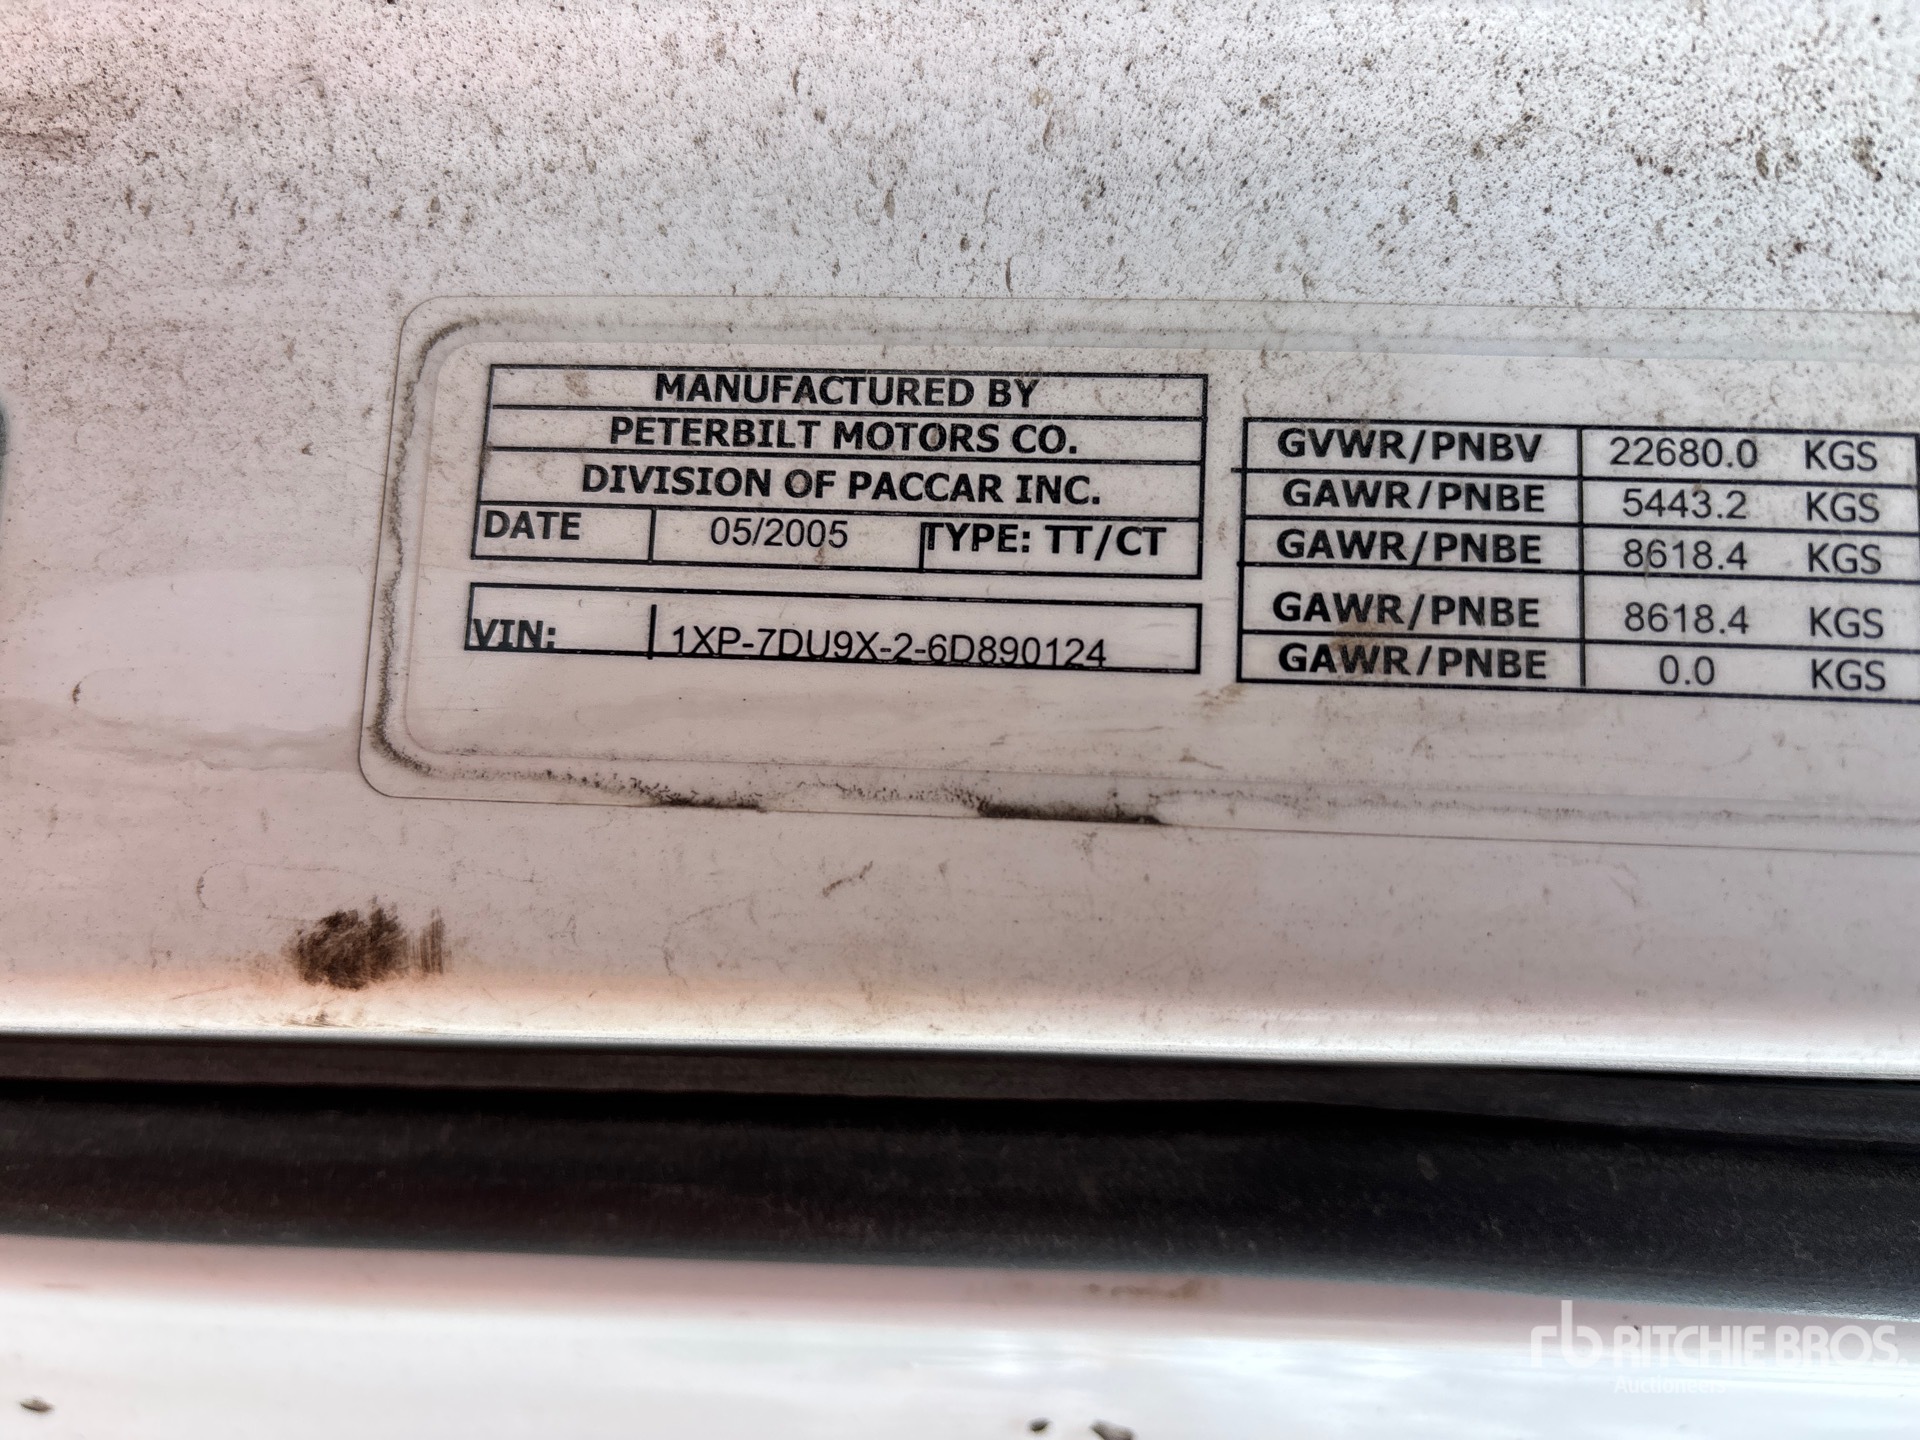 MANUFACTURED BY
PETERBILT MOTORS CO.
DIVISION OF PACCAR INC.
DATE 05/2005 TYPE: TT/CT
VIN: 1XP-7DU9X-2-6D890124
GVWR/PNBV 22680.0 KGS
GAWR/PNBE 5443.2 KGS
GAWR/PNBE 8618.4 KGS
GAWR/PNBE 8618.4 KGS
GAWR/PNBE 0.0 KGS
rb RITCHIE BROS.
Auctioneers